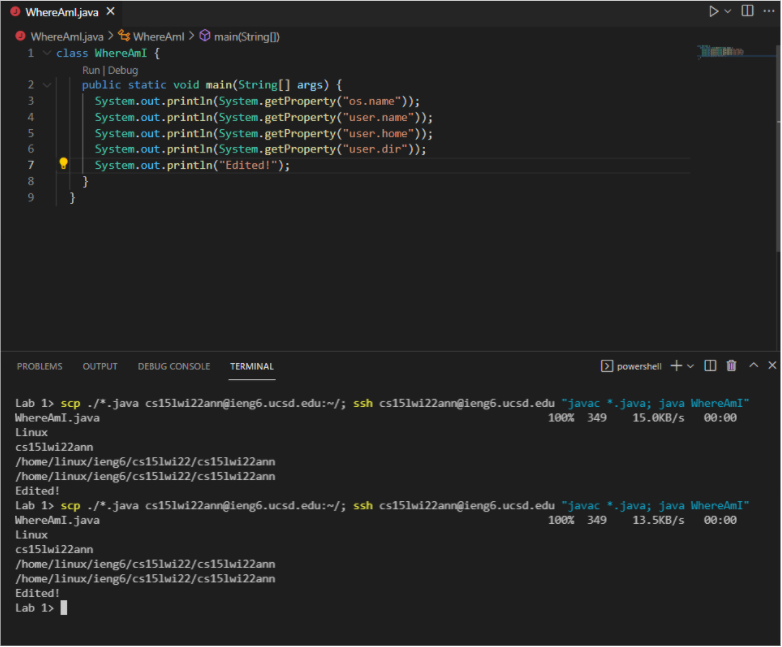 WhereAmI.java
WhereAmI.java > WhereAmI > main(String[])
1 class WhereAmI {
Run | Debug
2 public static void main(String[] args) {
3 System.out.println(System.getProperty("os.name"));
4 System.out.println(System.getProperty("user.name"));
5 System.out.println(System.getProperty("user.home"));
6 System.out.println(System.getProperty("user.dir"));
7 System.out.println("Edited!");
8 }
9 }
PROBLEMS OUTPUT DEBUG CONSOLE TERMINAL powershell
Lab 1> scp ./*.java cs15lwi22ann@ieng6.ucsd.edu:~/; ssh cs15lwi22ann@ieng6.ucsd.edu "javac *.java; java WhereAmI"
WhereAmI.java 100% 349 15.0KB/s 00:00
Linux
cs15lwi22ann
/home/linux/ieng6/cs15lwi22/cs15lwi22ann
/home/linux/ieng6/cs15lwi22/cs15lwi22ann
Edited!
Lab 1> scp ./*.java cs15lwi22ann@ieng6.ucsd.edu:~/; ssh cs15lwi22ann@ieng6.ucsd.edu "javac *.java; java WhereAmI"
WhereAmI.java 100% 349 13.5KB/s 00:00
Linux
cs15lwi22ann
/home/linux/ieng6/cs15lwi22/cs15lwi22ann
/home/linux/ieng6/cs15lwi22/cs15lwi22ann
Edited!
Lab 1>